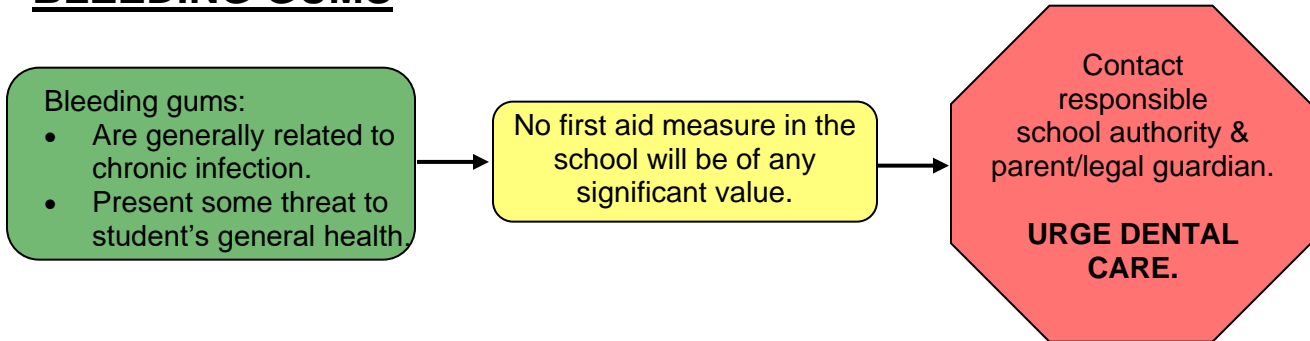 BLEEDING GUMS
Bleeding gums:
• Are generally related to
chronic infection.
• Present some threat to
student’s general health.
No first aid measure in the
school will be of any
significant value.
Contact
responsible
school authority &
parent/legal guardian.
URGE DENTAL
CARE.